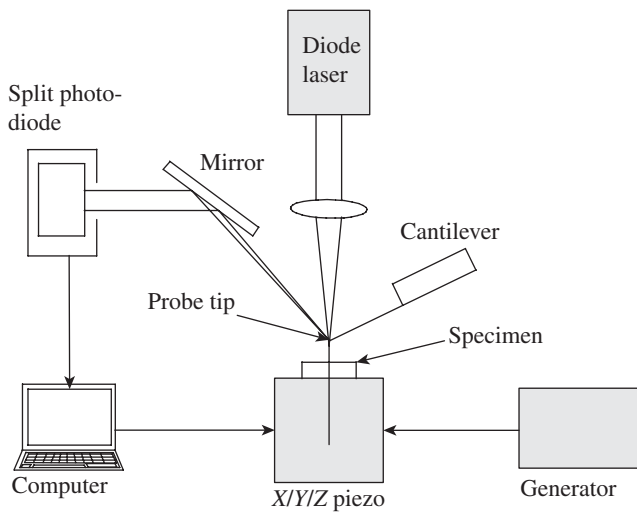 Diode
laser
Split photo-
diode
Mirror
Cantilever
Probe tip
Specimen
Computer
X/Y/Z piezo
Generator